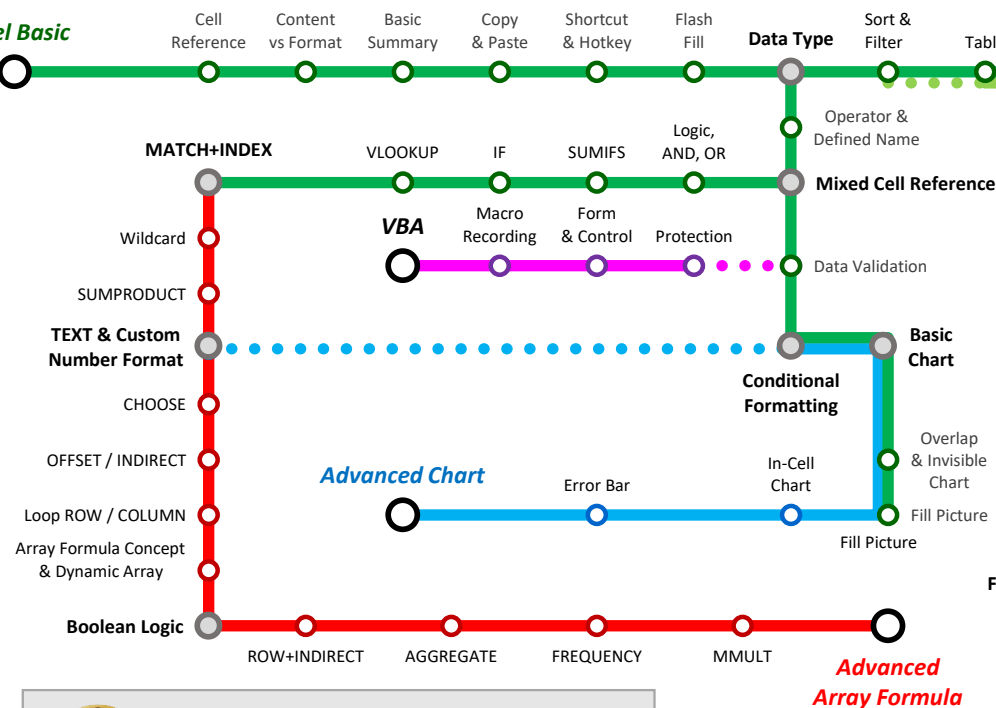 el Basic
Cell
Reference
Content
vs Format
Basic
Summary
Copy
& Paste
Shortcut
& Hotkey
Flash
Fill
Data Type
Sort &
Filter
Tabl
Operator &
Defined Name
MATCH+INDEX
VLOOKUP
IF
SUMIFS
Logic,
AND, OR
Mixed Cell Reference
VBA
Macro
Recording
Form
& Control
Protection
Data Validation
Wildcard
SUMPRODUCT
TEXT & Custom
Number Format
Basic
Chart
Conditional
Formatting
CHOOSE
OFFSET / INDIRECT
Advanced Chart
Error Bar
In-Cell
Chart
Overlap
& Invisible
Chart
Loop ROW / COLUMN
Fill Picture
Fill Picture
Array Formula Concept
& Dynamic Array
F
Boolean Logic
ROW+INDIRECT
AGGREGATE
FREQUENCY
MMULT
Advanced
Array Formula